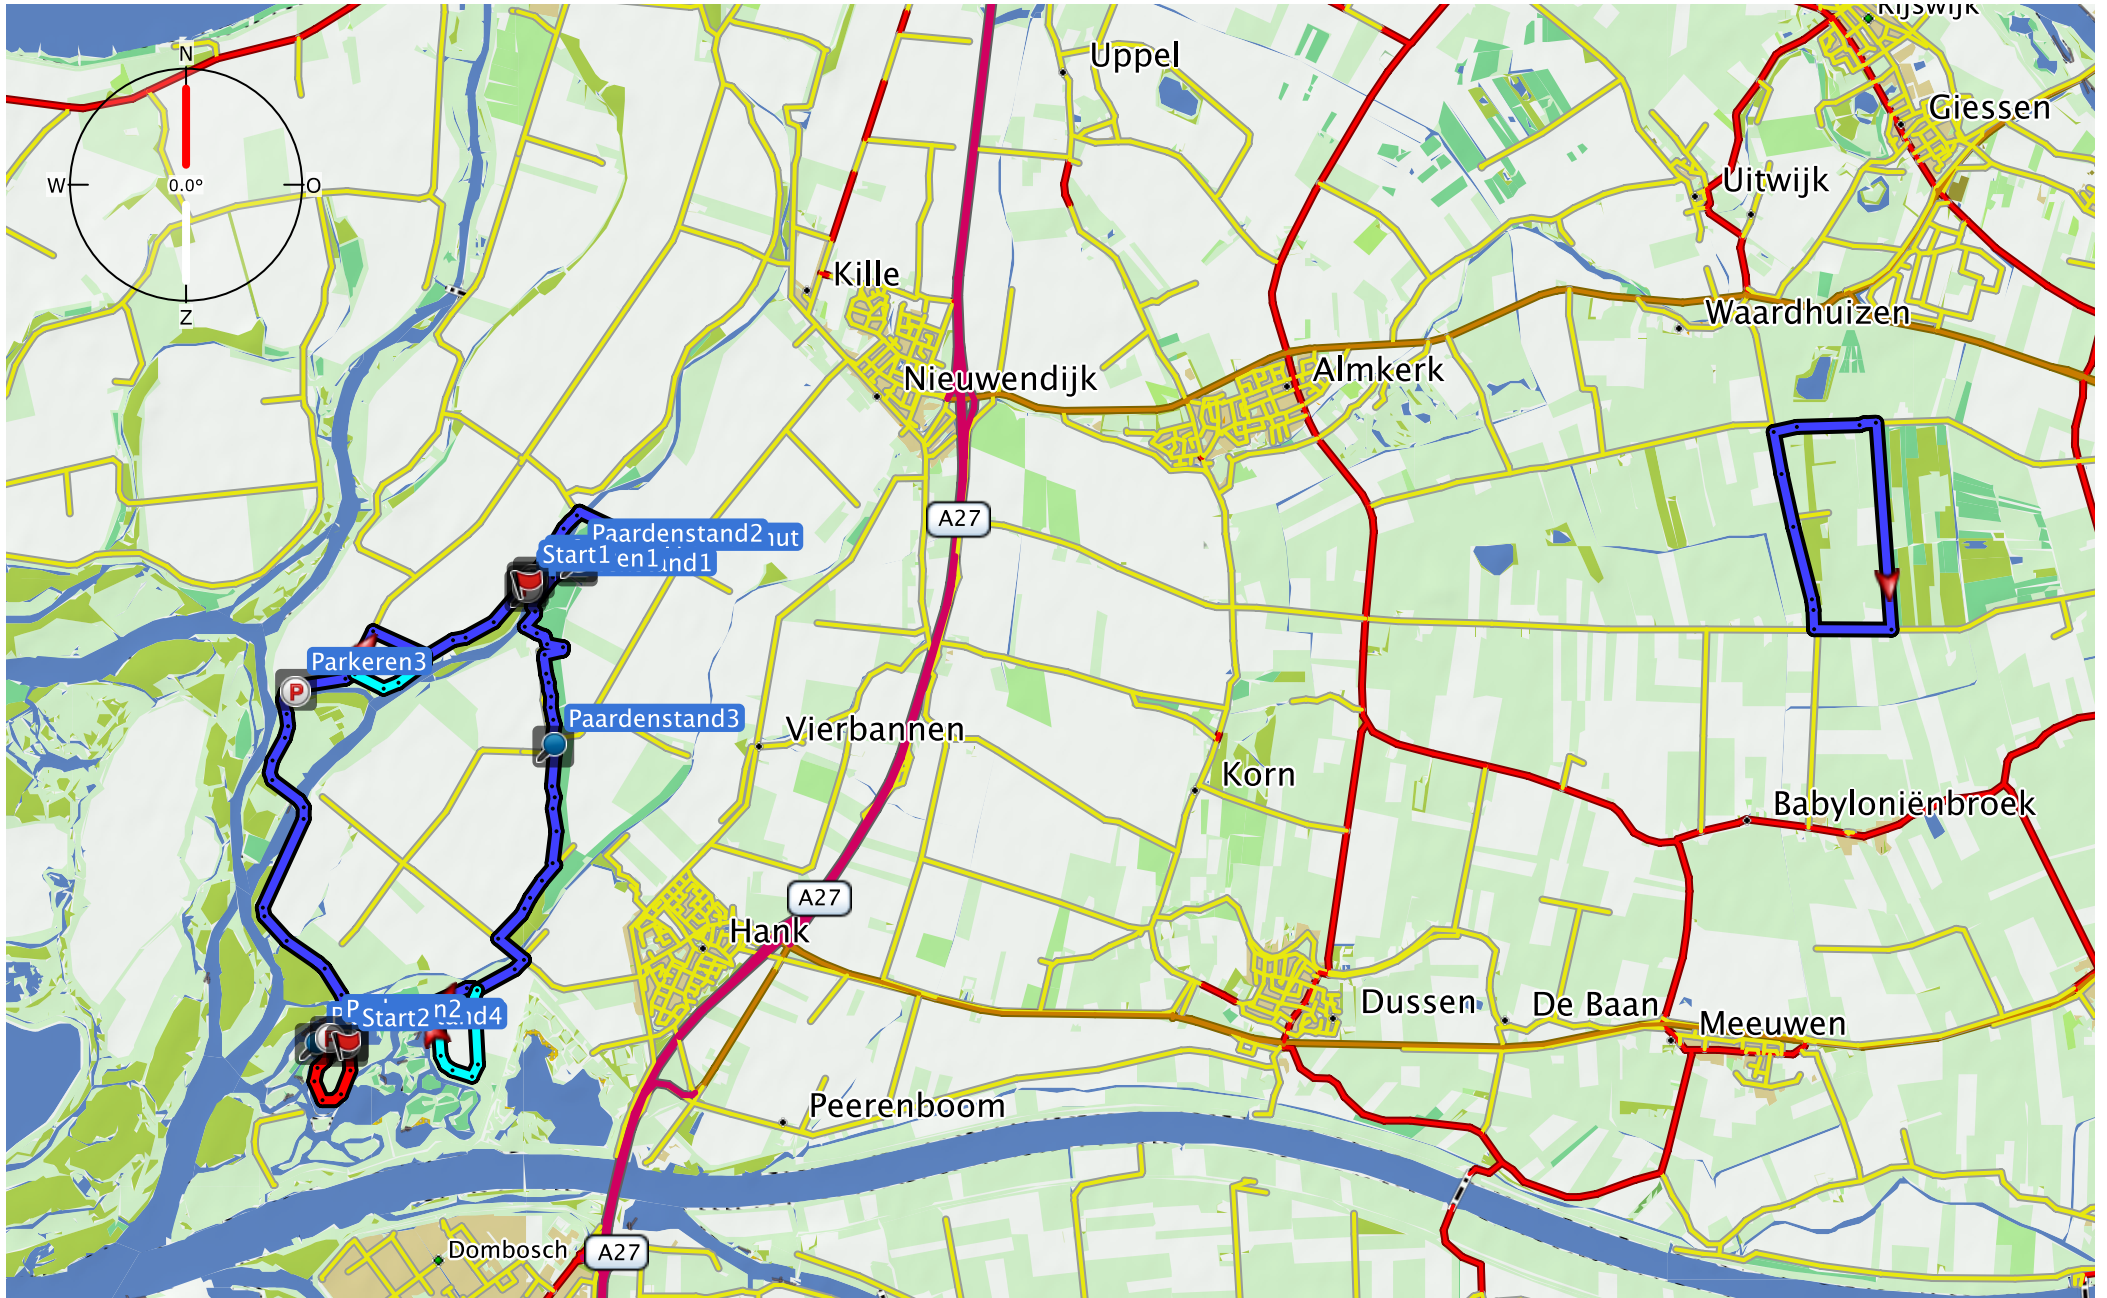 Rijswijk
N
Uppel
Giessen
W
0.0°
O
Uitwijk
Kille
Z
Waardhuizen
Nieuwendijk
Almkerk
A27
Paardenstand2
Start1
Parkeren3
Paardenstand3
Vierbannen
Korn
Babyloniënbroek
A27
Hank
Dussen
De Baan
Start2
Meeuwen
Peerenboom
Dombosch
A27
P